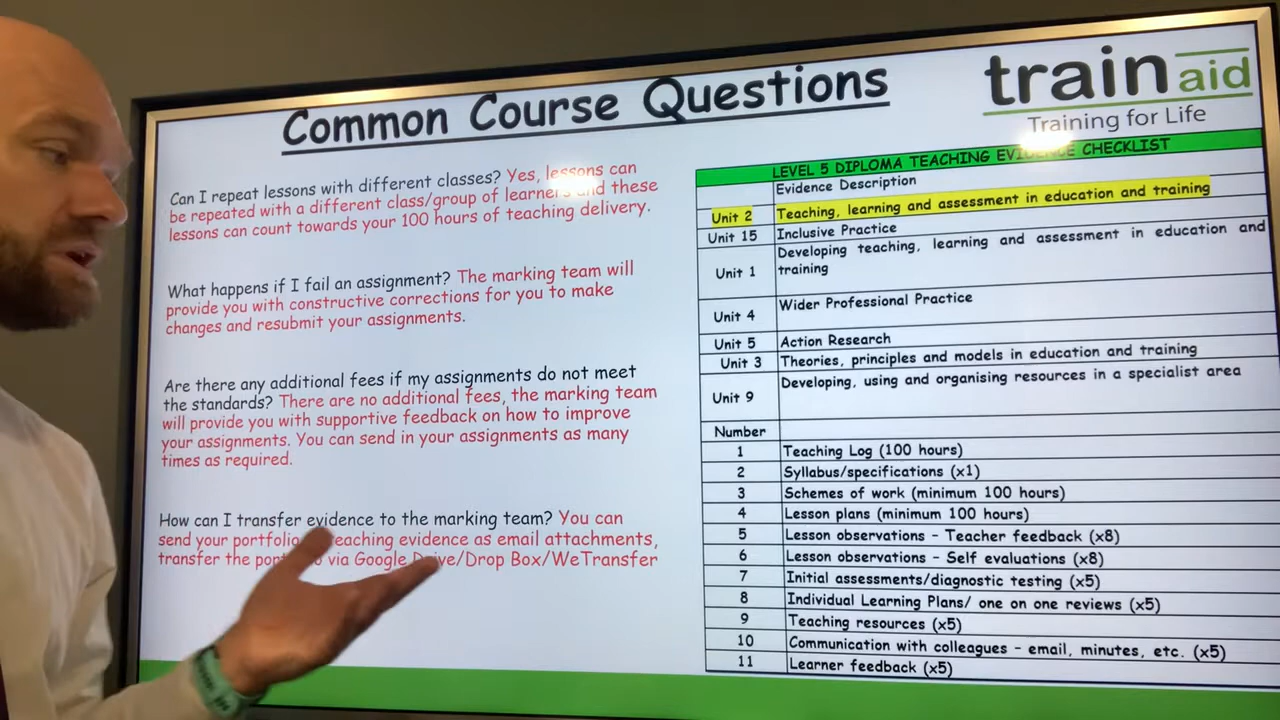 Common Course Questions
train aid
Training for Life
Can I repeat lessons with different classes? Yes, lessons can
be repeated with a different class/group of learners and these
lessons can count towards your 100 hours of teaching delivery.
What happens if I fail an assignment? The marking team will
provide you with constructive corrections for you to make
changes and resubmit your assignments.
Are there any additional fees if my assignments do not meet
the standards? There are no additional fees, the marking team
will provide you with supportive feedback on how to improve
your assignments. You can send in your assignments as many
times as required.
How can I transfer evidence to the marking team? You can
send your portfolio teaching evidence as email attachments,
transfer the via Google Drive/Drop Box/WeTransfer
LEVEL 5 DIPLOMA TEACHING EVIDENCE CHECKLIST
Evidence Description
Unit 2 Teaching, learning and assessment in education and training
Unit 15 Inclusive Practice
Unit 1 Developing teaching, learning and assessment in education and
training
Unit 4 Wider Professional Practice
Unit 5 Action Research
Unit 3 Theories, principles and models in education and training
Unit 9 Developing, using and organising resources in a specialist area
Number
1 Teaching Log (100 hours)
2 Syllabus/specifications (x1)
3 Schemes of work (minimum 100 hours)
4 Lesson plans (minimum 100 hours)
5 Lesson observations - Teacher feedback (x8)
6 Lesson observations - Self evaluations (x8)
7 Initial assessments/diagnostic testing (x5)
8 Individual Learning Plans/ one on one reviews (x5)
9 Teaching resources (x5)
10 Communication with colleagues - email, minutes, etc. (x5)
11 Learner feedback (x5)